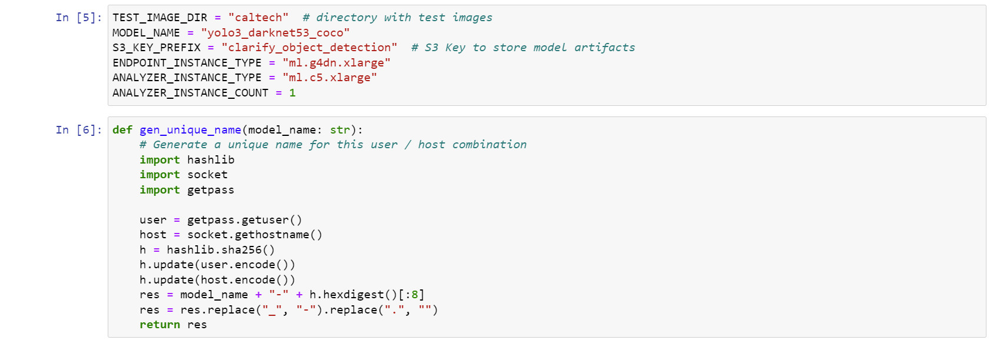 In [5]: TEST_IMAGE_DIR = "caltech"  # directory with test images
MODEL_NAME = "yolo3_darknet53_coco"
S3_KEY_PREFIX = "clarify_object_detection"  # S3 Key to store model artifacts
ENDPOINT_INSTANCE_TYPE = "ml.g4dn.xlarge"
ANALYZER_INSTANCE_TYPE = "ml.c5.xlarge"
ANALYZER_INSTANCE_COUNT = 1
In [6]: def gen_unique_name(model_name: str):
    # Generate a unique name for this user / host combination
    import hashlib
    import socket
    import getpass

    user = getpass.getuser()
    host = socket.gethostname()
    h = hashlib.sha256()
    h.update(user.encode())
    h.update(host.encode())
    res = model_name + "-" + h.hexdigest()[:8]
    res = res.replace("_", "-").replace(".", "")
    return res